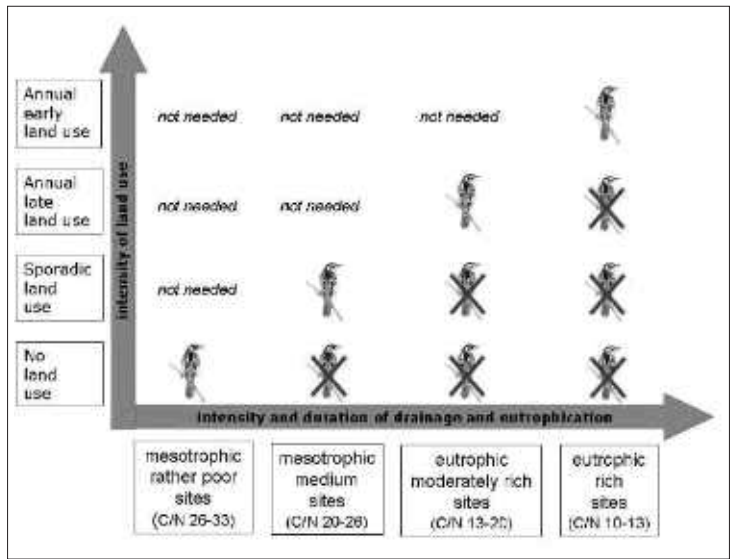 Annual
early
land use
not needed
not needed
not needed
Annual
late
land use
not needed
not needed
Sporadic
land
use
not needed
No
land
use
intensity of land use
intensity and duration of drainage and eutrophication
mesotrophic
rather poor
sites
(C/N 26-33)
mesotrophic
medium
sites
(C/N 20-26)
eutrophic
moderately rich
sites
(C/N 13-20)
eutrophic
rich
sites
(C/N 10-13)